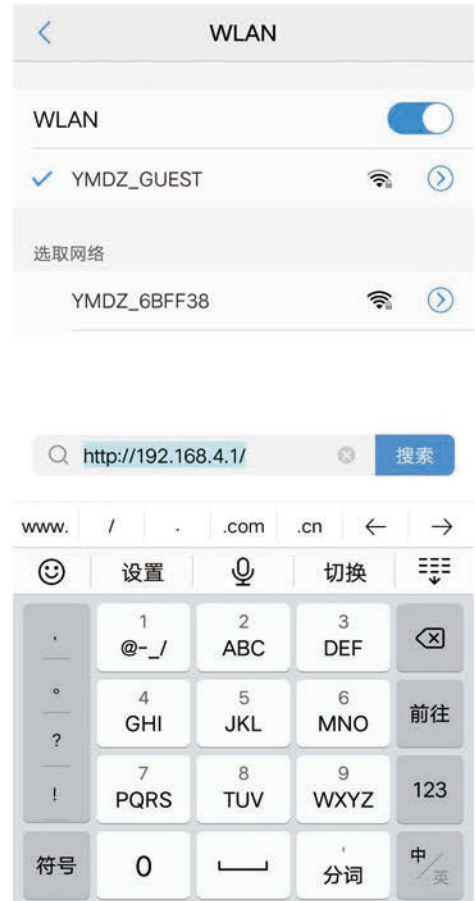 WLAN
WLAN
YMDZ_GUEST
选取网络
YMDZ_6BFF38
http://192.168.4.1/ 搜索
www. / . .com .cn ← →
设置 切换
, 1 2 3
@-_/ ABC DEF
。 4 5 6 前往
GHI JKL MNO
?
7 8 9 123
! PQRS TUV WXYZ
符号 0 ' 分词 中/英